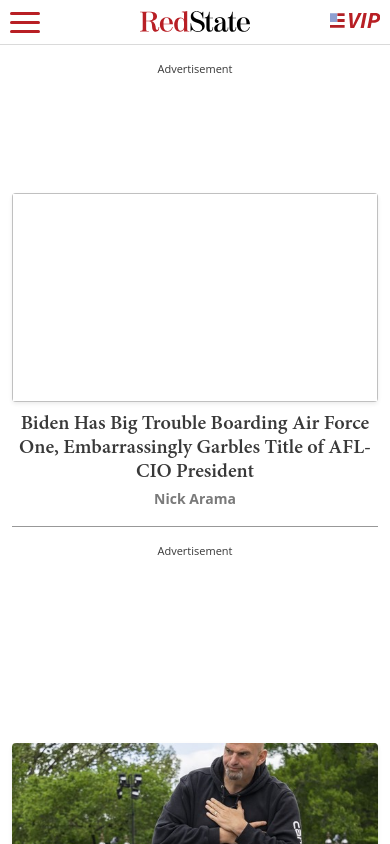 RedState
VIP
Advertisement
Biden Has Big Trouble Boarding Air Force
One, Embarrassingly Garbles Title of AFL-
CIO President
Nick Arama
Advertisement